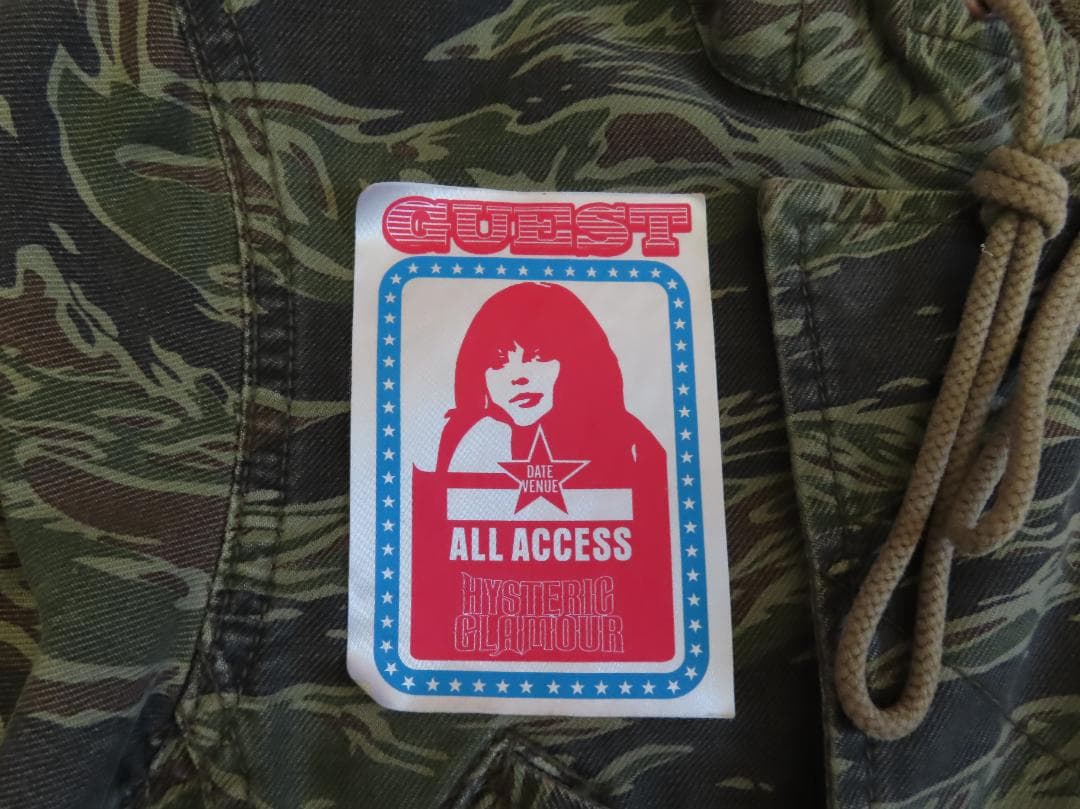 GUEST
DATE
VENUE
ALL ACCESS
HYSTERIC
GLAMOUR